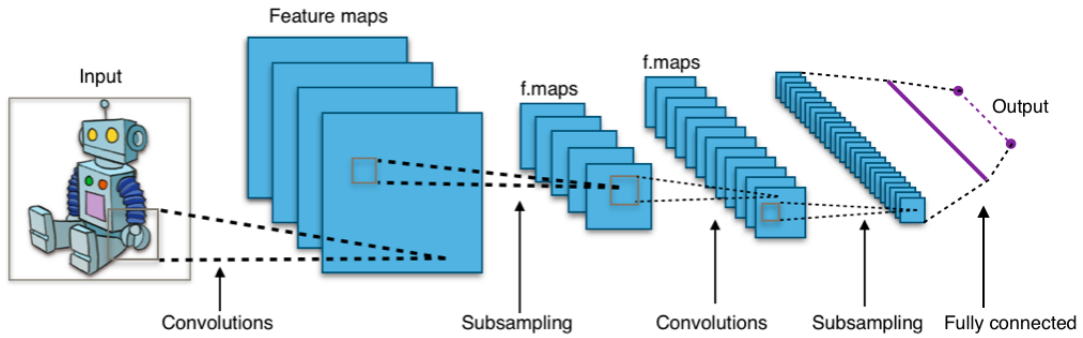 Feature maps
Input
f.maps
f.maps
Output
Convolutions
Subsampling
Convolutions
Subsampling
Fully connected